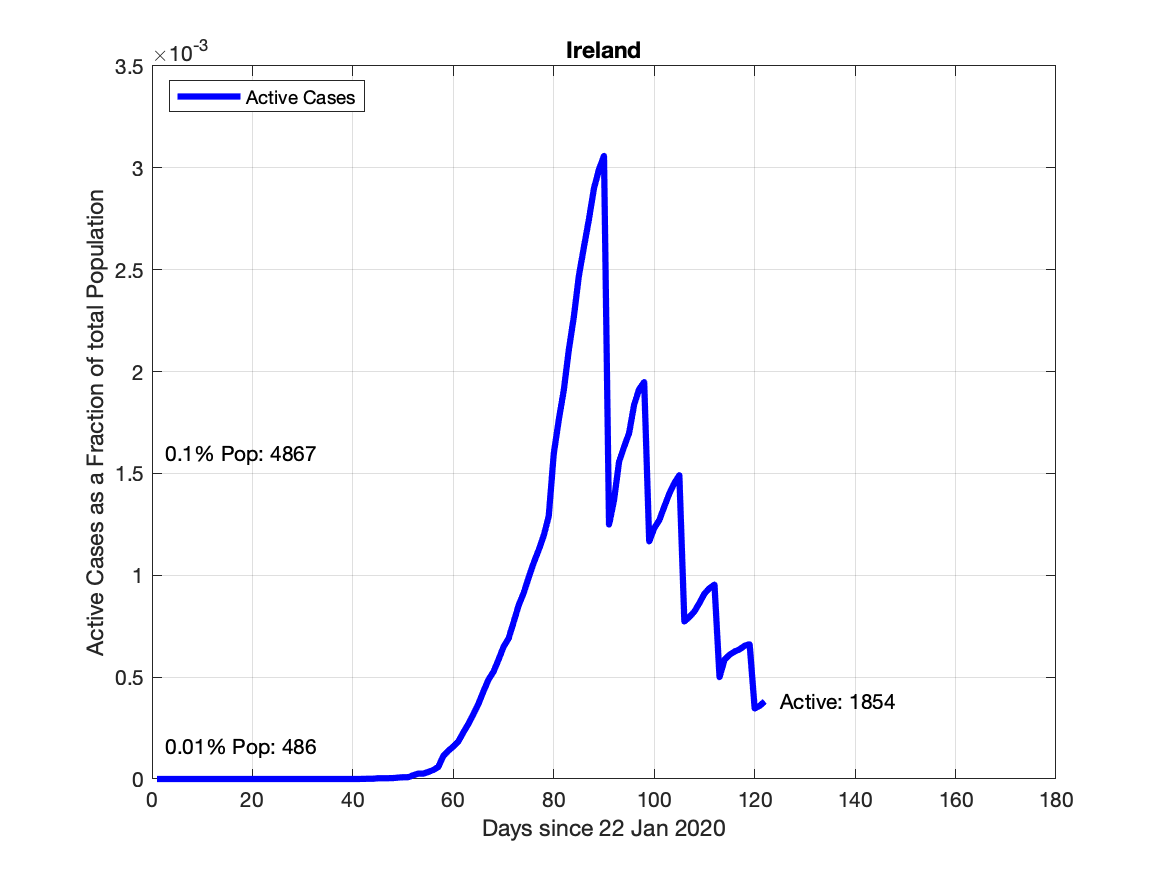 Ireland
×10-3
3.5
3
2.5
2
1.5
1
0.5
0
Active Cases as a Fraction of total Population
Active Cases
0.1% Pop: 4867
0.01% Pop: 486
Active: 1854
0 20 40 60 80 100 120 140 160 180
Days since 22 Jan 2020